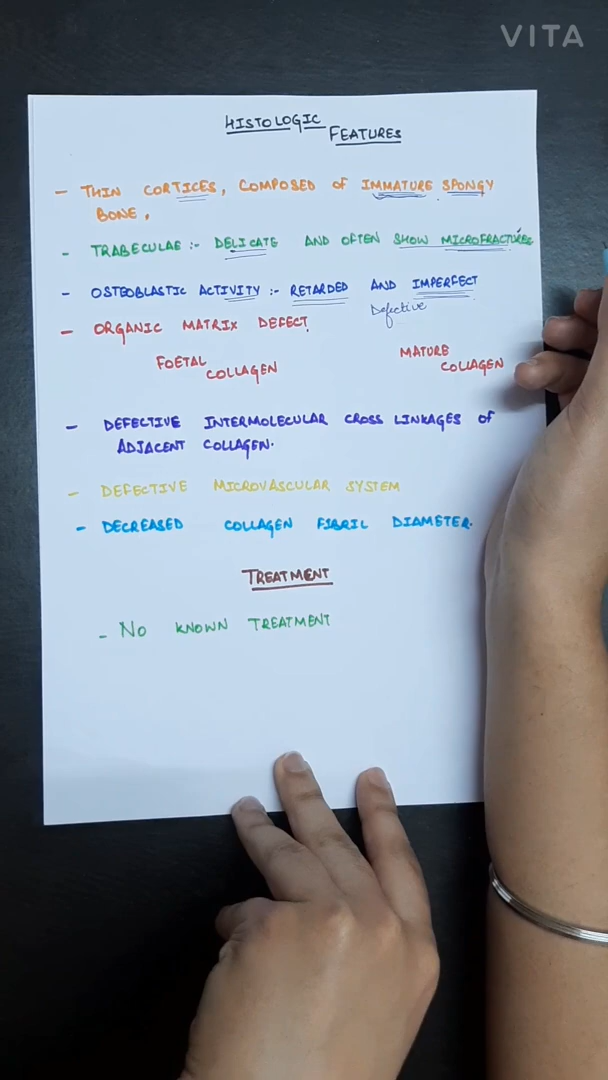 VITA
HISTOLOGIC
FEATURES
- THIN CORTICES, COMPOSED OF IMMATURE SPONGY
BONE.
- TRABECULAE :- DELICATE AND OFTEN SHOW MICROFRACTURES
- OSTEOBLASTIC ACTIVITY :- RETARDED AND IMPERFECT
Defective
- ORGANIC MATRIX DEFECT.
FOETAL COLLAGEN
MATURE COLLAGEN
- DEFECTIVE INTERMOLECULAR CROSS LINKAGES OF
ADJACENT COLLAGEN.
- DEFECTIVE MICROVASCULAR SYSTEM
- DECREASED COLLAGEN FIBRIL DIAMETER.
TREATMENT
- NO KNOWN TREATMENT